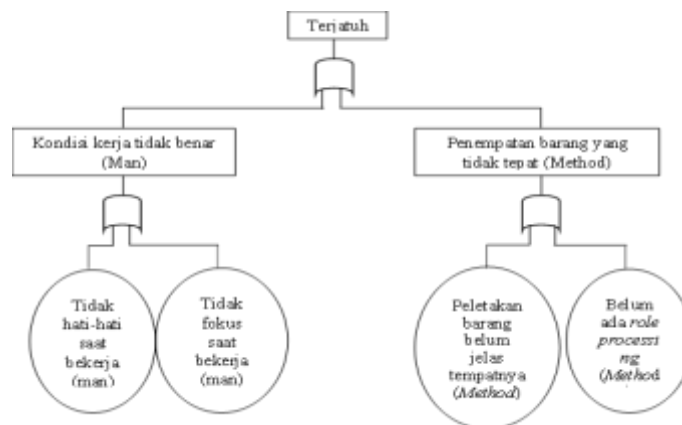 Terjatuh
Kondisi kerja tidak benar
(Man)
Penempatan barang yang
tidak tepat (Method)
Tidak
hati-hati
saat
bekerja
(man)
Tidak
fokus
saat
bekerja
(man)
Peletakan
barang
belum
jelas
tempatnya
(Method)
Belum
ada role
processi
ng
(Method